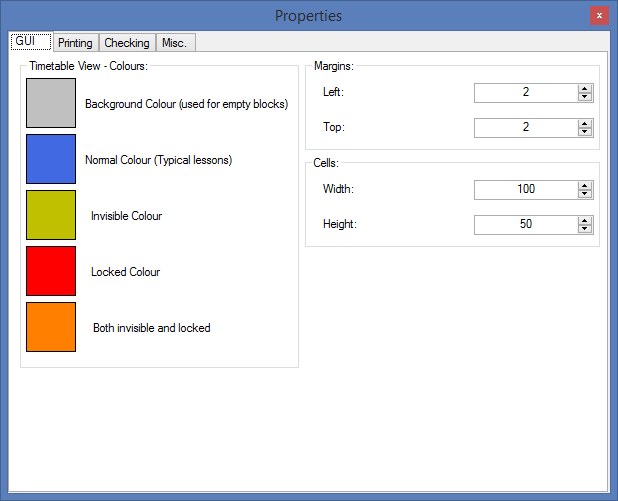 Properties
x
GUI Printing Checking Misc.
Timetable View - Colours:
Background Colour (used for empty blocks)
Normal Colour (Typical lessons)
Invisible Colour
Locked Colour
Both invisible and locked
Margins:
Left: 2
Top: 2
Cells:
Width: 100
Height: 50